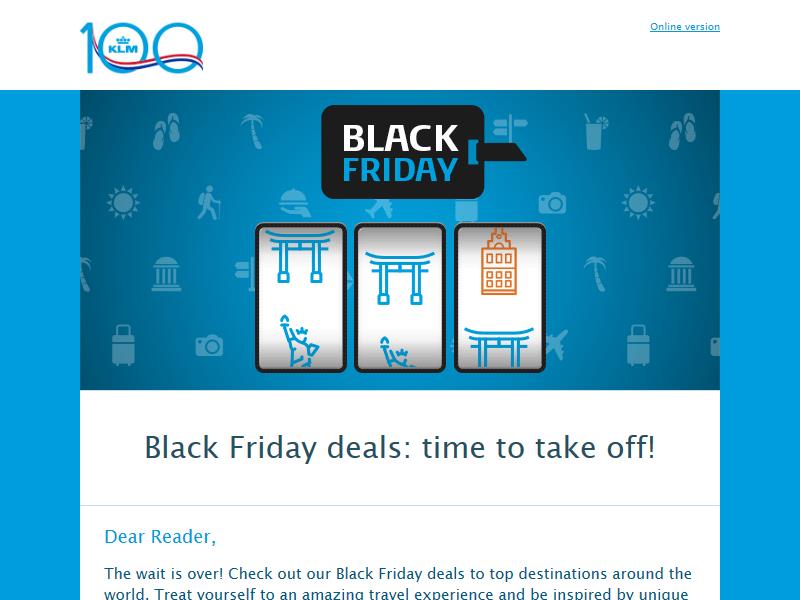 100
KLM
Online version
BLACK
FRIDAY
Black Friday deals: time to take off!
Dear Reader,
The wait is over! Check out our Black Friday deals to top destinations around the
world. Treat yourself to an amazing travel experience and be inspired by unique